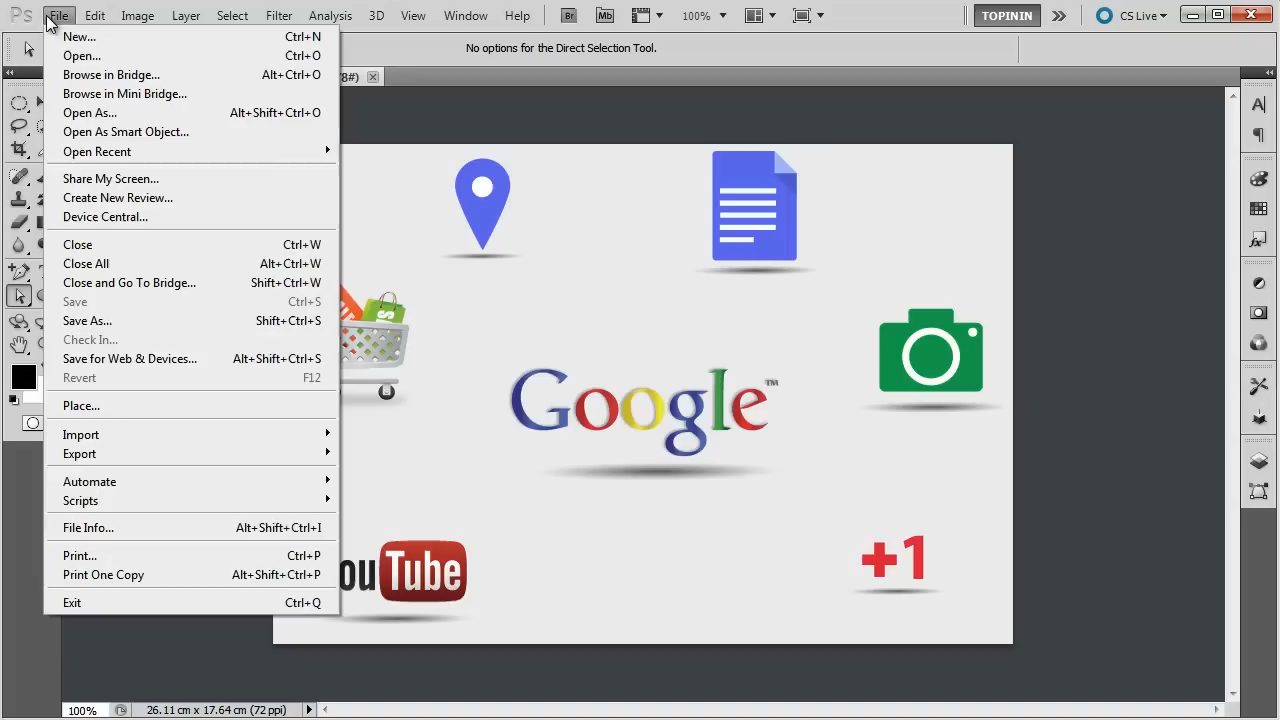 Ps File Edit Image Layer Select Filter Analysis 3D View Window Help Br Mb 100% TOPININ CS Live
No options for the Direct Selection Tool.
8#)
New... Ctrl+N
Open... Ctrl+O
Browse in Bridge... Alt+Ctrl+O
Browse in Mini Bridge...
Open As... Alt+Shift+Ctrl+O
Open As Smart Object...
Open Recent
Share My Screen...
Create New Review...
Device Central...
Close Ctrl+W
Close All Alt+Ctrl+W
Close and Go To Bridge... Shift+Ctrl+W
Save Ctrl+S
Save As... Shift+Ctrl+S
Check In...
Save for Web & Devices... Alt+Shift+Ctrl+S
Revert F12
Place...
Import
Export
Automate
Scripts
File Info... Alt+Shift+Ctrl+I
Print... Ctrl+P
Print One Copy Alt+Shift+Ctrl+P
Exit Ctrl+Q
Google™
ouTube
+1
100% 26.11 cm x 17.64 cm (72 ppi)